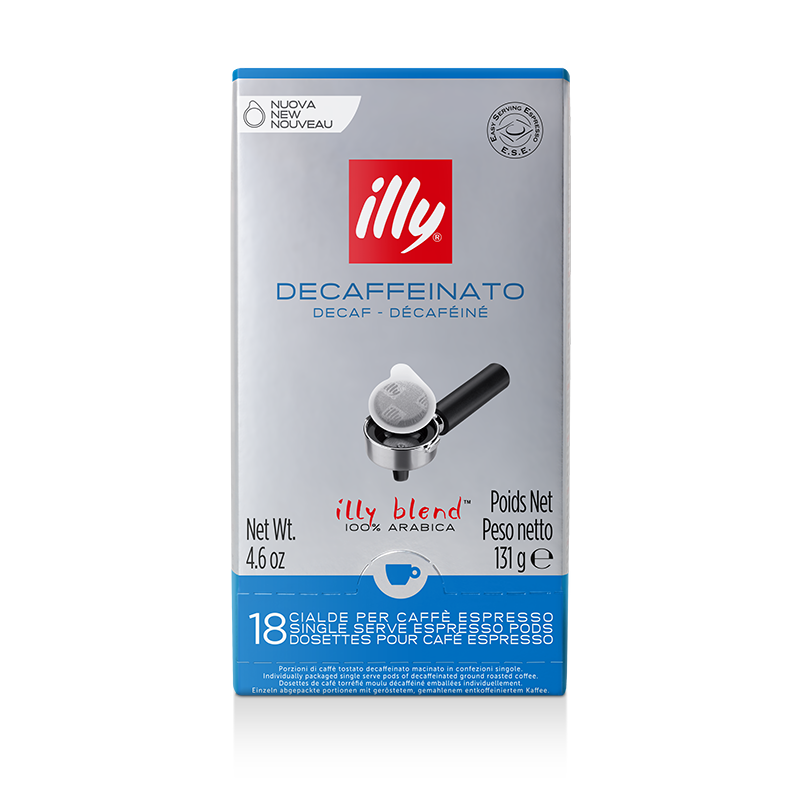 NUOVA
NEW
NOUVEAU
EASY SERVING ESPRESSO
E.S.E.
illy®
DECAFFEINATO
DECAF - DÉCAFÉINÉ
illy blend™
100% ARABICA
Net Wt.
4.6 oz
Poids Net
Peso netto
131 g ℮
18 CIALDE PER CAFFÈ ESPRESSO
SINGLE SERVE ESPRESSO PODS
DOSETTES POUR CAFÉ ESPRESSO
Porzioni di caffè tostato decaffeinato macinato in confezioni singole.
Individually packaged single serve pods of decaffeinated ground roasted coffee.
Dosettes de café torréfié moulu décaféiné emballées individuellement.
Einzeln abgepackte portionen mit geröstetem, gemahlenem entkoffeiniertem Kaffee.